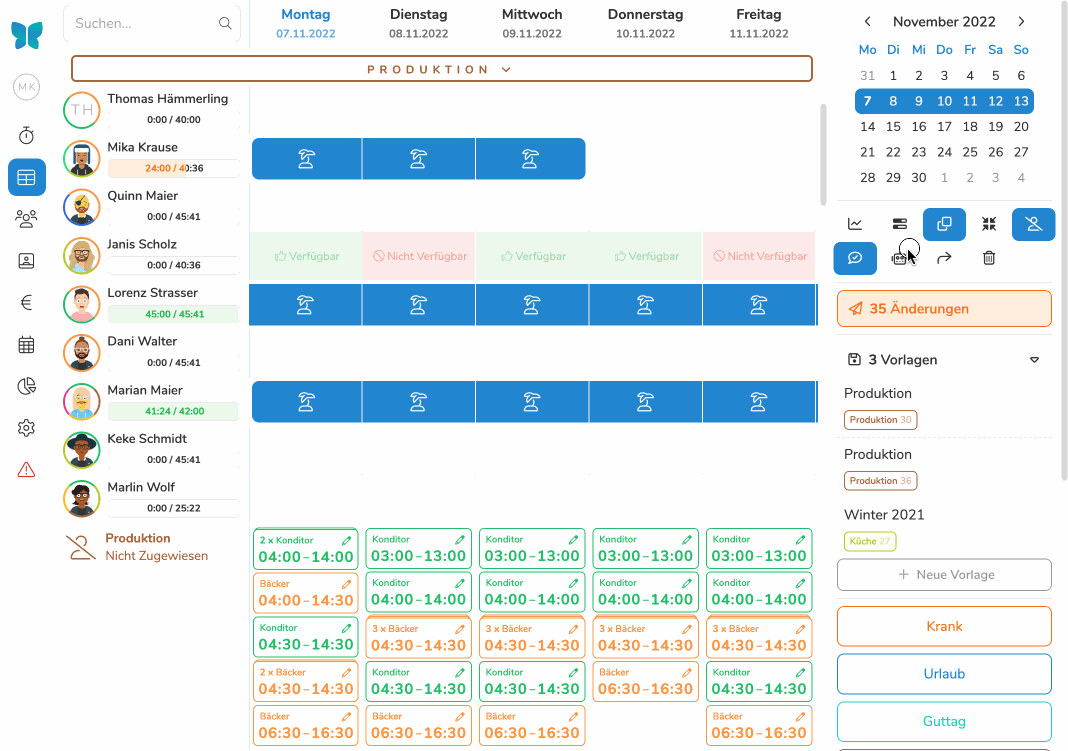 Suchen...
Montag
07.11.2022
Dienstag
08.11.2022
Mittwoch
09.11.2022
Donnerstag
10.11.2022
Freitag
11.11.2022
PRODUKTION
MK
TH
Thomas Hämmerling
0:00 / 40:00
Mika Krause
24:00 / 40:36
Quinn Maier
0:00 / 45:41
Janis Scholz
0:00 / 40:36
Verfügbar
Nicht Verfügbar
Verfügbar
Verfügbar
Nicht Verfügbar
Lorenz Strasser
45:00 / 45:41
Dani Walter
0:00 / 45:41
Marian Maier
41:24 / 42:00
Keke Schmidt
0:00 / 45:41
Marlin Wolf
0:00 / 25:22
Produktion
Nicht Zugewiesen
2 x Konditor
04:00–14:00
Konditor
03:00–13:00
Konditor
03:00–13:00
Konditor
03:00–13:00
Konditor
03:00–13:00
Bäcker
04:00–14:30
Konditor
04:00–14:00
Konditor
04:00–14:00
Konditor
04:00–14:00
Konditor
04:00–14:00
Konditor
04:30–14:30
3 x Bäcker
04:30–14:30
3 x Bäcker
04:30–14:30
3 x Bäcker
04:30–14:30
3 x Bäcker
04:30–14:30
2 x Bäcker
04:30–14:30
Konditor
04:30–14:30
Konditor
04:30–14:30
Bäcker
06:30–16:30
Konditor
04:30–14:30
Bäcker
06:30–16:30
Bäcker
06:30–16:30
Bäcker
06:30–16:30
Bäcker
06:30–16:30
November 2022
Mo Di Mi Do Fr Sa So
31 1 2 3 4 5 6
7 8 9 10 11 12 13
14 15 16 17 18 19 20
21 22 23 24 25 26 27
28 29 30 1 2 3 4
35 Änderungen
3 Vorlagen
Produktion
Produktion 30
Produktion
Produktion 36
Winter 2021
Küche 27
+ Neue Vorlage
Krank
Urlaub
Guttag